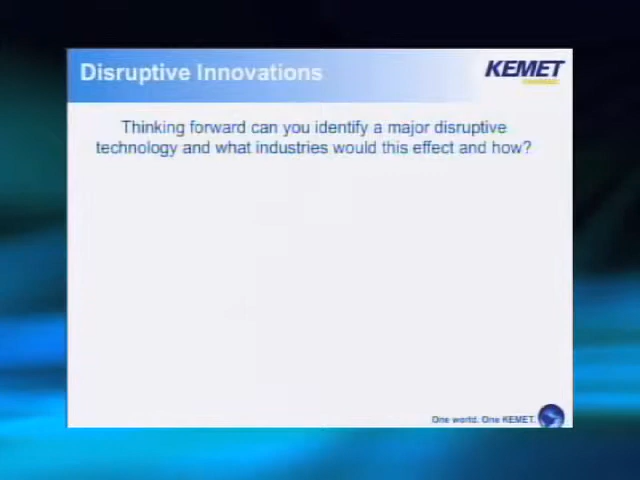 Disruptive Innovations
KEMET
Thinking forward can you identify a major disruptive
technology and what industries would this effect and how?
One world. One KEMET.